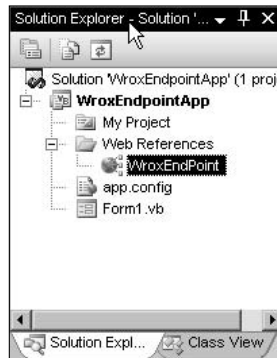 Solution Explorer - Solution '...
Solution 'WroxEndpointApp' (1 proj
WroxEndpointApp
My Project
Web References
WroxEndPoint
app.config
Form1.vb
Solution Expl...
Class View